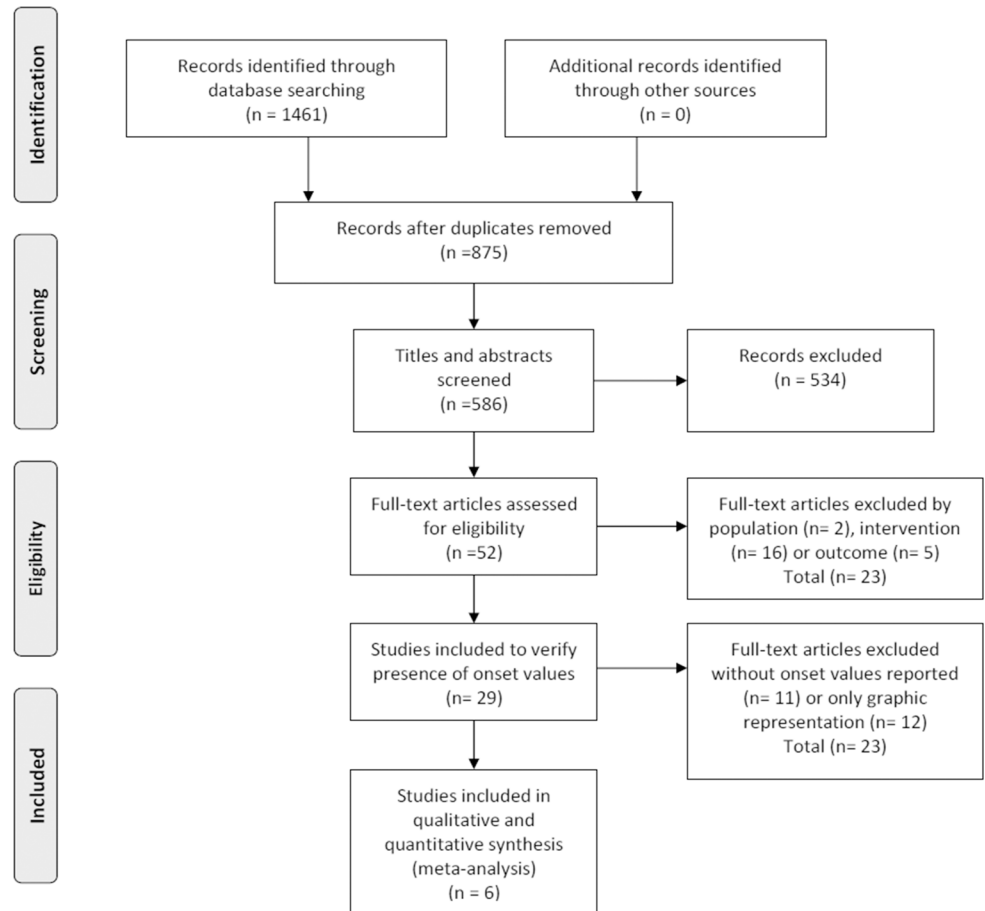 Identification
Records identified through
database searching
(n = 1461)
Additional records identified
through other sources
(n = 0)
Records after duplicates removed
(n =875)
Screening
Titles and abstracts
screened
(n =586)
Records excluded
(n = 534)
Eligibility
Full-text articles assessed
for eligibility
(n =52)
Full-text articles excluded by
population (n= 2), intervention
(n= 16) or outcome (n= 5)
Total (n= 23)
Studies included to verify
presence of onset values
(n= 29)
Full-text articles excluded
without onset values reported
(n= 11) or only graphic
representation (n= 12)
Total (n= 23)
Included
Studies included in
qualitative and
quantitative synthesis
(meta-analysis)
(n = 6)